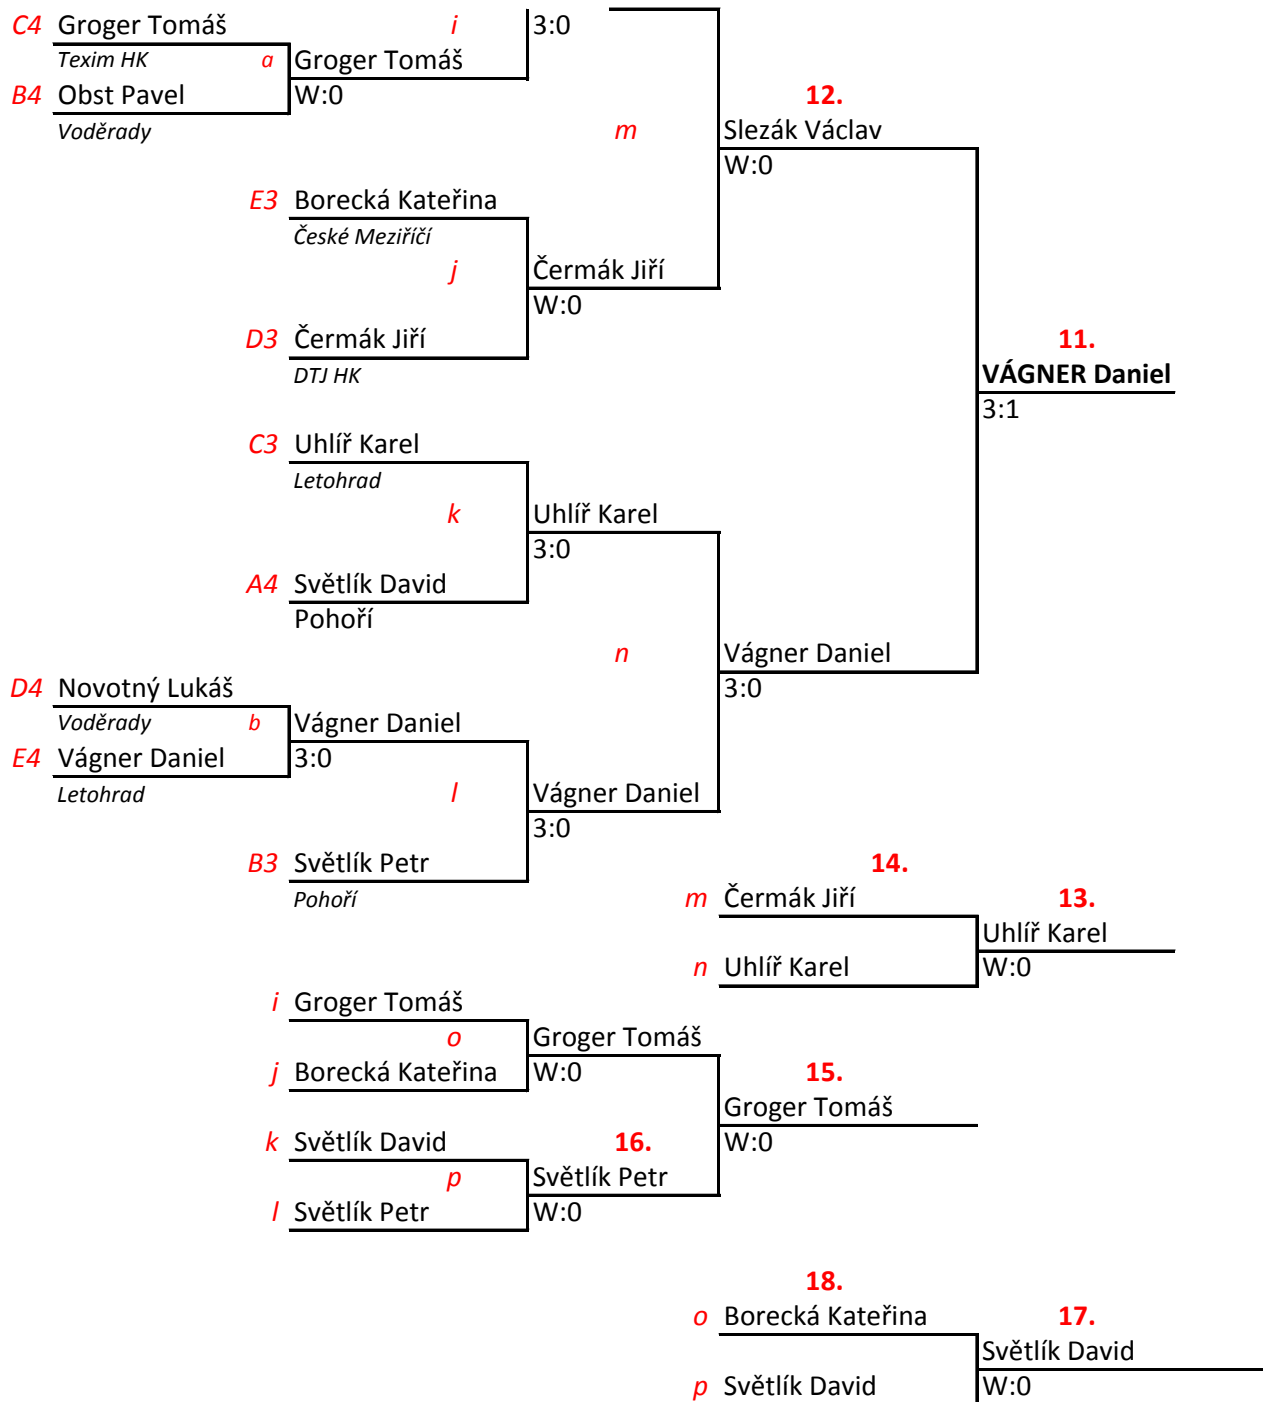 C4 Groger Tomáš i 3:0
Texim HK a Groger Tomáš
B4 Obst Pavel W:0 12.
Voděrady m Slezák Václav
W:0
E3 Borecká Kateřina
České Meziříčí
j Čermák Jiří
W:0
D3 Čermák Jiří 11.
DTJ HK VÁGNER Daniel
3:1
C3 Uhlíř Karel
Letohrad
k Uhlíř Karel
3:0
A4 Světlík David
Pohoří
n Vágner Daniel
D4 Novotný Lukáš 3:0
Voděrady b Vágner Daniel
E4 Vágner Daniel 3:0
Letohrad l Vágner Daniel
3:0
B3 Světlík Petr 14.
Pohoří m Čermák Jiří 13.
Uhlíř Karel
n Uhlíř Karel W:0
i Groger Tomáš
o Groger Tomáš
j Borecká Kateřina W:0 15.
Groger Tomáš
k Světlík David 16. W:0
p Světlík Petr
l Světlík Petr W:0
18.
o Borecká Kateřina 17.
Světlík David
p Světlík David W:0